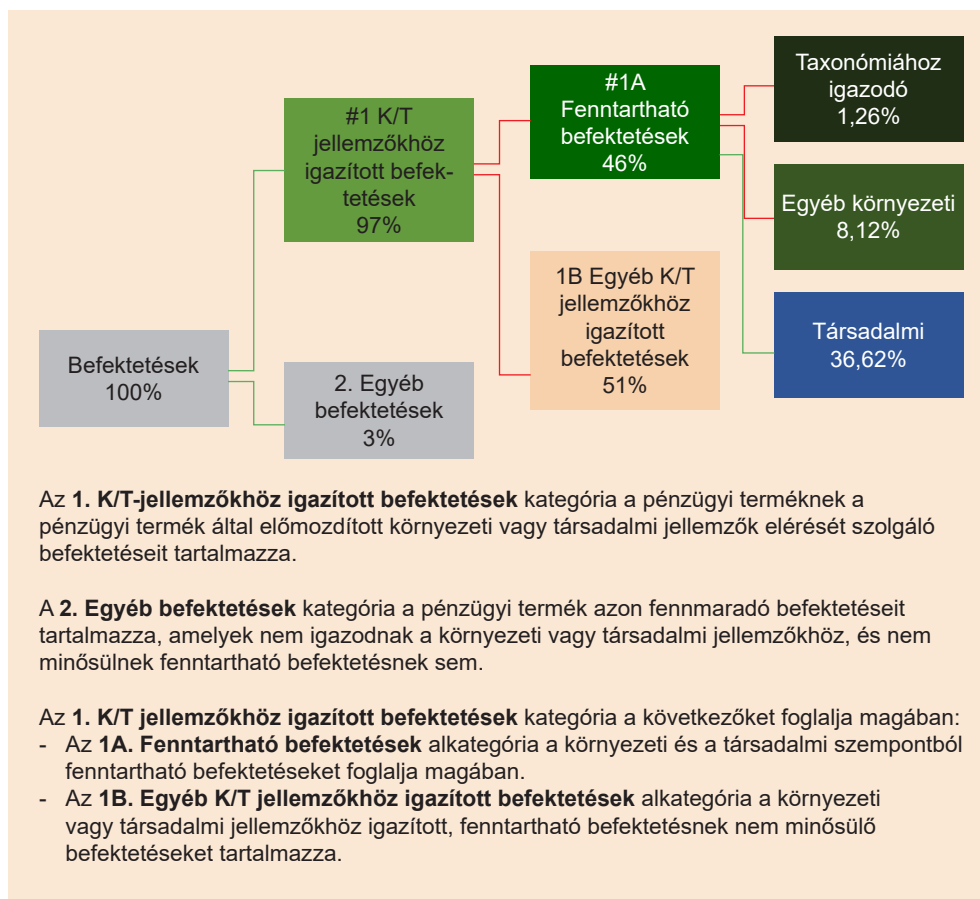 Befektetések
100%
#1 K/T
jellemzőkhöz
igazított befek-
tetések
97%
2. Egyéb
befektetések
3%
#1A
Fenntartható
befektetések
46%
1B Egyéb K/T
jellemzőkhöz
igazított
befektetések
51%
Taxonómiához
igazodó
1,26%
Egyéb környezeti
8,12%
Társadalmi
36,62%
Az 1. K/T-jellemzőkhöz igazított befektetések kategória a pénzügyi terméknek a
pénzügyi termék által előmozdított környezeti vagy társadalmi jellemzők elérését szolgáló
befektetéseit tartalmazza.
A 2. Egyéb befektetések kategória a pénzügyi termék azon fennmaradó befektetéseit
tartalmazza, amelyek nem igazodnak a környezeti vagy társadalmi jellemzőkhöz, és nem
minősülnek fenntartható befektetésnek sem.
Az 1. K/T jellemzőkhöz igazított befektetések kategória a következőket foglalja magában:
- Az 1A. Fenntartható befektetések alkategória a környezeti és a társadalmi szempontból
fenntartható befektetéseket foglalja magában.
- Az 1B. Egyéb K/T jellemzőkhöz igazított befektetések alkategória a környezeti
vagy társadalmi jellemzőkhöz igazított, fenntartható befektetésnek nem minősülő
befektetéseket tartalmazza.